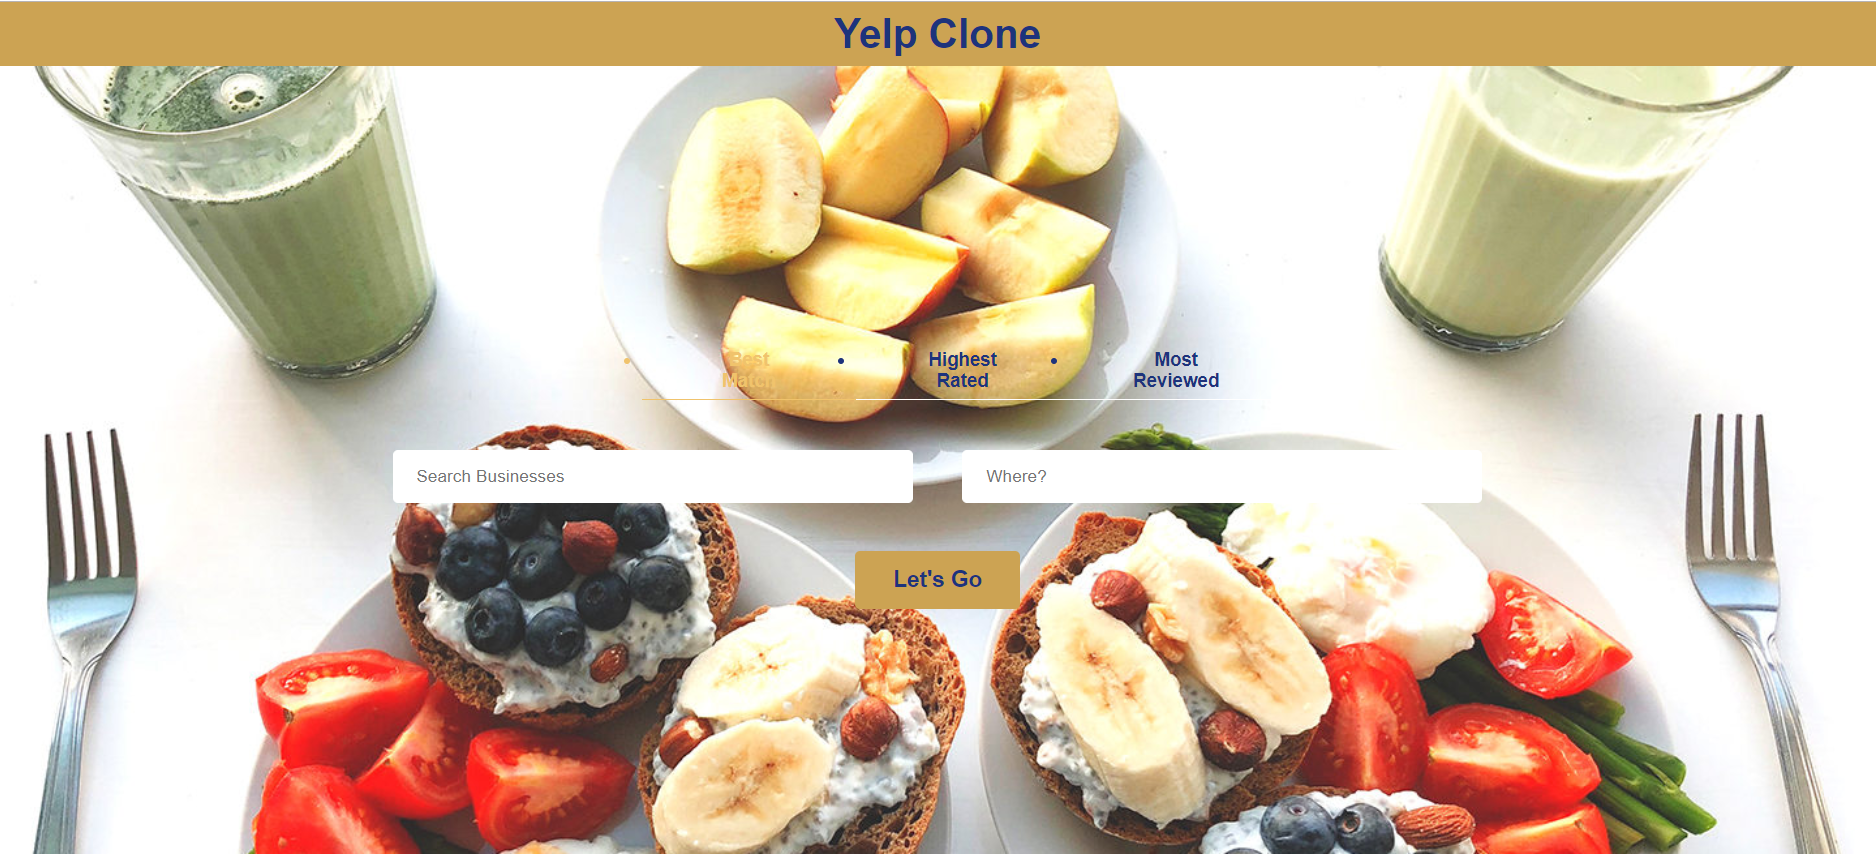 Yelp Clone
Best
Match
Highest
Rated
Most
Reviewed
Search Businesses
Where?
Let's Go